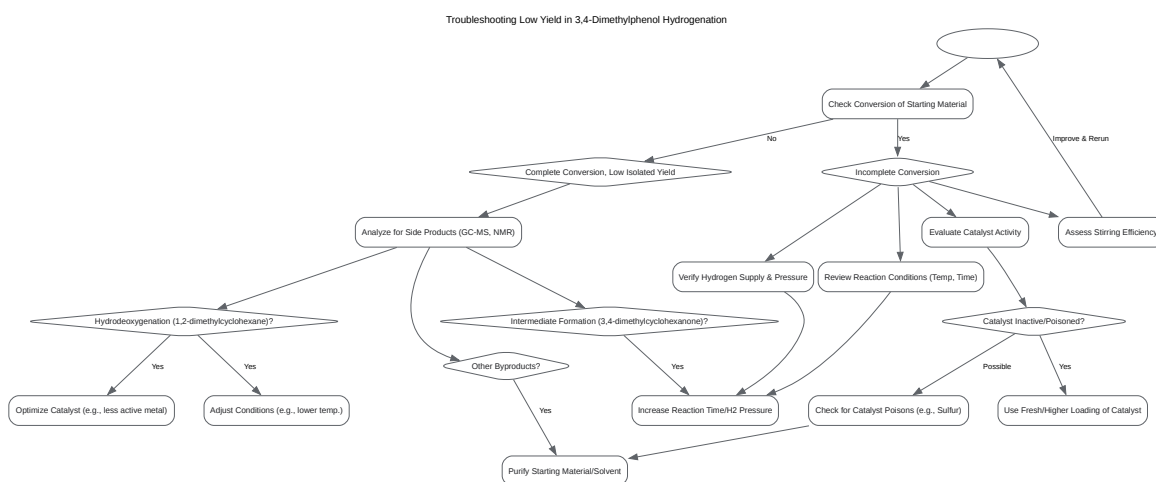 Troubleshooting Low Yield in 3,4-Dimethylphenol Hydrogenation
Check Conversion of Starting Material
No
Yes
Improve & Rerun
Complete Conversion, Low Isolated Yield
Incomplete Conversion
Analyze for Side Products (GC-MS, NMR)
Evaluate Catalyst Activity
Assess Stirring Efficiency
Verify Hydrogen Supply & Pressure
Review Reaction Conditions (Temp, Time)
Hydrodeoxygenation (1,2-dimethylcyclohexane)?
Intermediate Formation (3,4-dimethylcyclohexanone)?
Catalyst Inactive/Poisoned?
Yes
Yes
Other Byproducts?
Yes
Possible
Yes
Optimize Catalyst (e.g., less active metal)
Adjust Conditions (e.g., lower temp.)
Yes
Increase Reaction Time/H2 Pressure
Check for Catalyst Poisons (e.g., Sulfur)
Use Fresh/Higher Loading of Catalyst
Purify Starting Material/Solvent